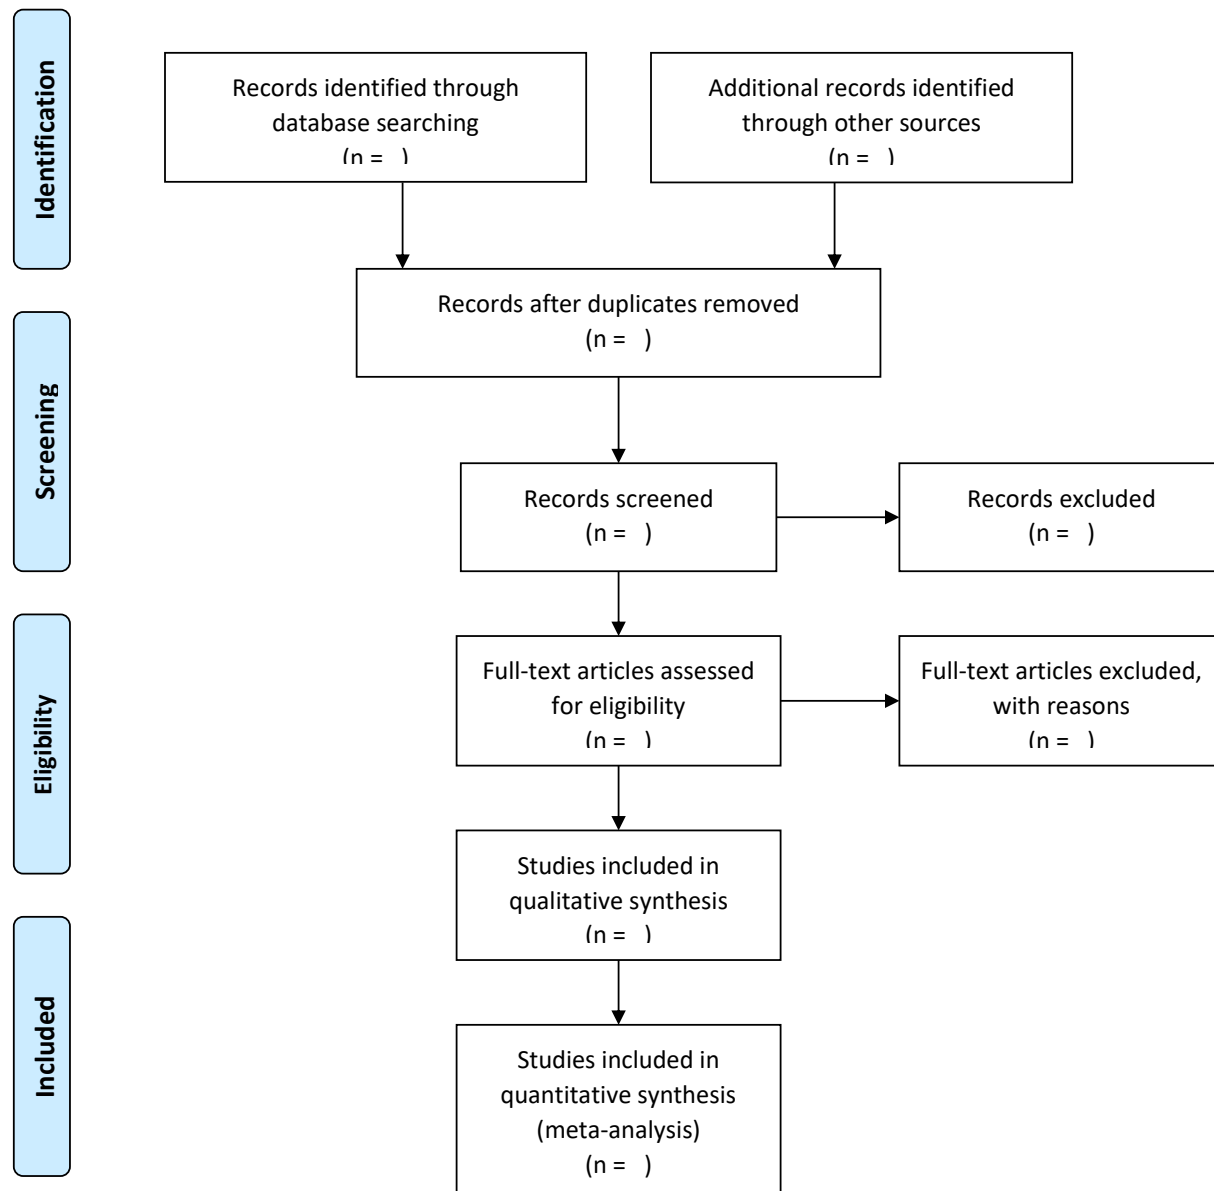 Identification
Records identified through
database searching
(n =   )
Additional records identified
through other sources
(n =   )
Records after duplicates removed
(n =   )
Screening
Records screened
(n =   )
Records excluded
(n =   )
Eligibility
Full-text articles assessed
for eligibility
(n =   )
Full-text articles excluded,
with reasons
(n =   )
Studies included in
qualitative synthesis
(n =   )
Included
Studies included in
quantitative synthesis
(meta-analysis)
(n =   )